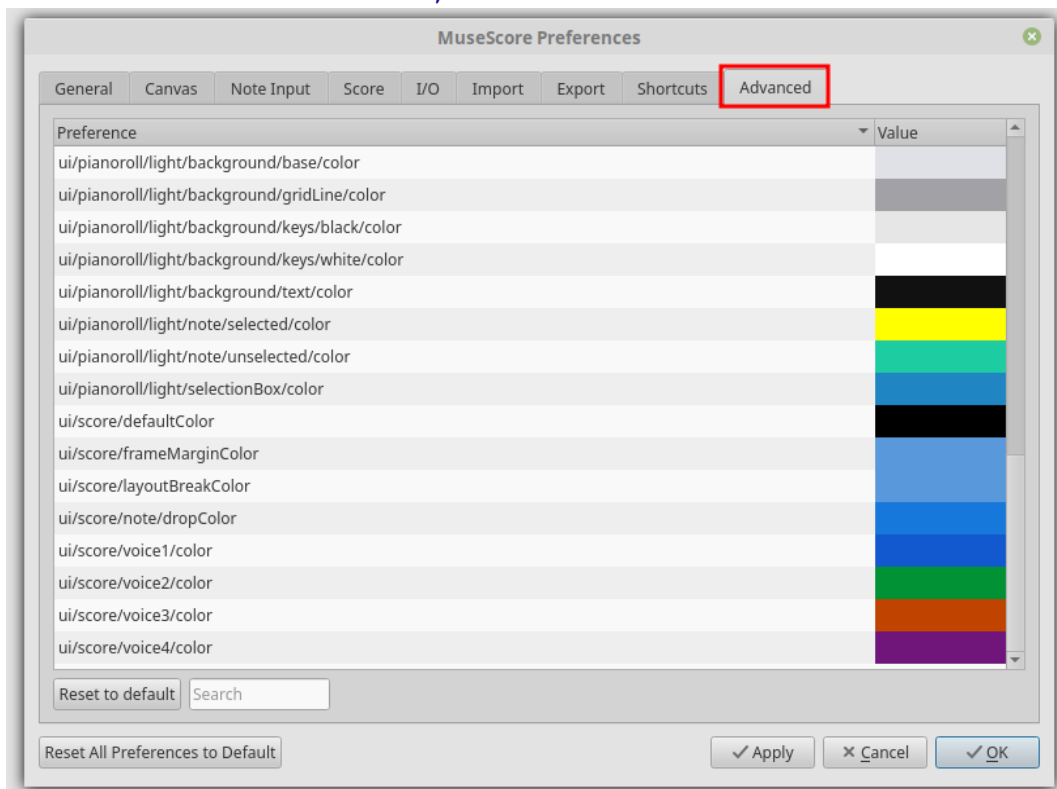 MuseScore Preferences
General Canvas Note Input Score I/O Import Export Shortcuts Advanced
Preference Value
ui/pianoroll/light/background/base/color
ui/pianoroll/light/background/gridLine/color
ui/pianoroll/light/background/keys/black/color
ui/pianoroll/light/background/keys/white/color
ui/pianoroll/light/background/text/color
ui/pianoroll/light/note/selected/color
ui/pianoroll/light/note/unselected/color
ui/pianoroll/light/selectionBox/color
ui/score/defaultColor
ui/score/frameMarginColor
ui/score/layoutBreakColor
ui/score/note/dropColor
ui/score/voice1/color
ui/score/voice2/color
ui/score/voice3/color
ui/score/voice4/color
Reset to default Search
Reset All Preferences to Default Apply Cancel OK